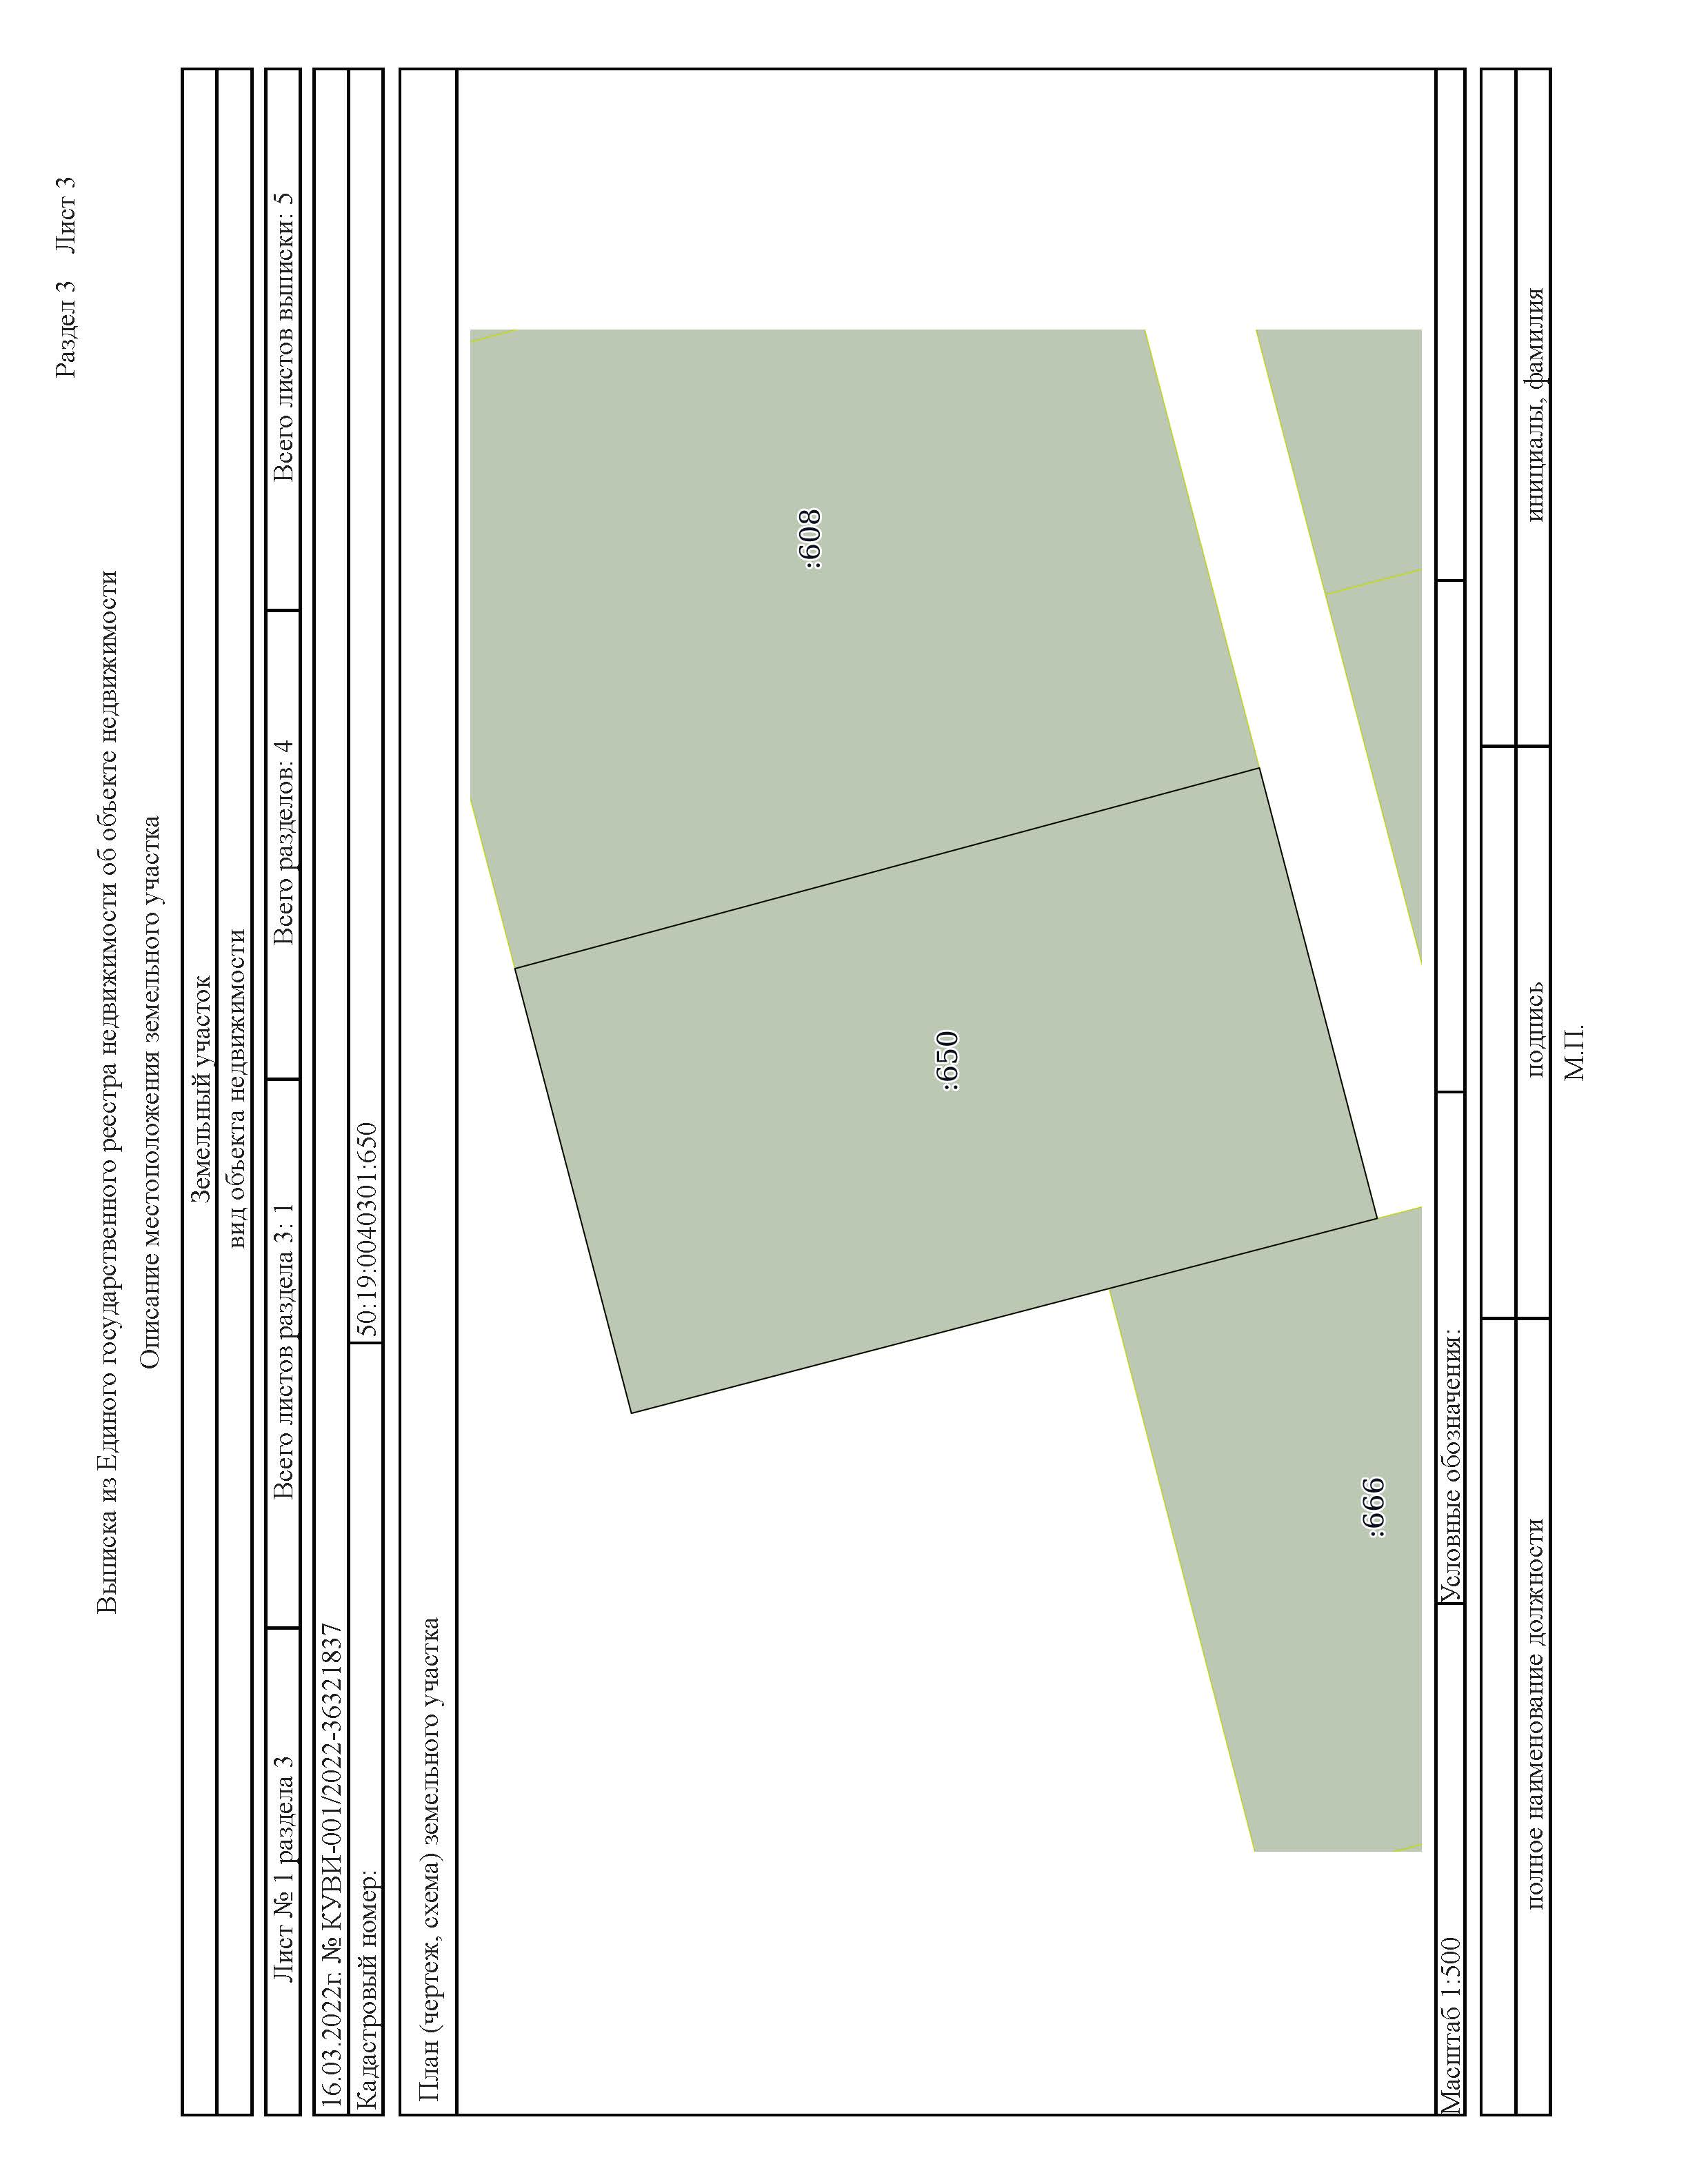 Раздел 3 Лист 3
Выписка из Единого государственного реестра недвижимости об объекте недвижимости
Описание местоположения земельного участка
Земельный участок
вид объекта недвижимости
Лист № 1 раздела 3 Всего листов раздела 3: 1 Всего разделов: 4 Всего листов выписки: 5
16.03.2022г. № КУВИ-001/2022-36321837
Кадастровый номер: 50:19:0040301:650
План (чертеж, схема) земельного участка
:608
:650
:666
Масштаб 1:500 Условные обозначения:
полное наименование должности подпись инициалы, фамилия
М.П.